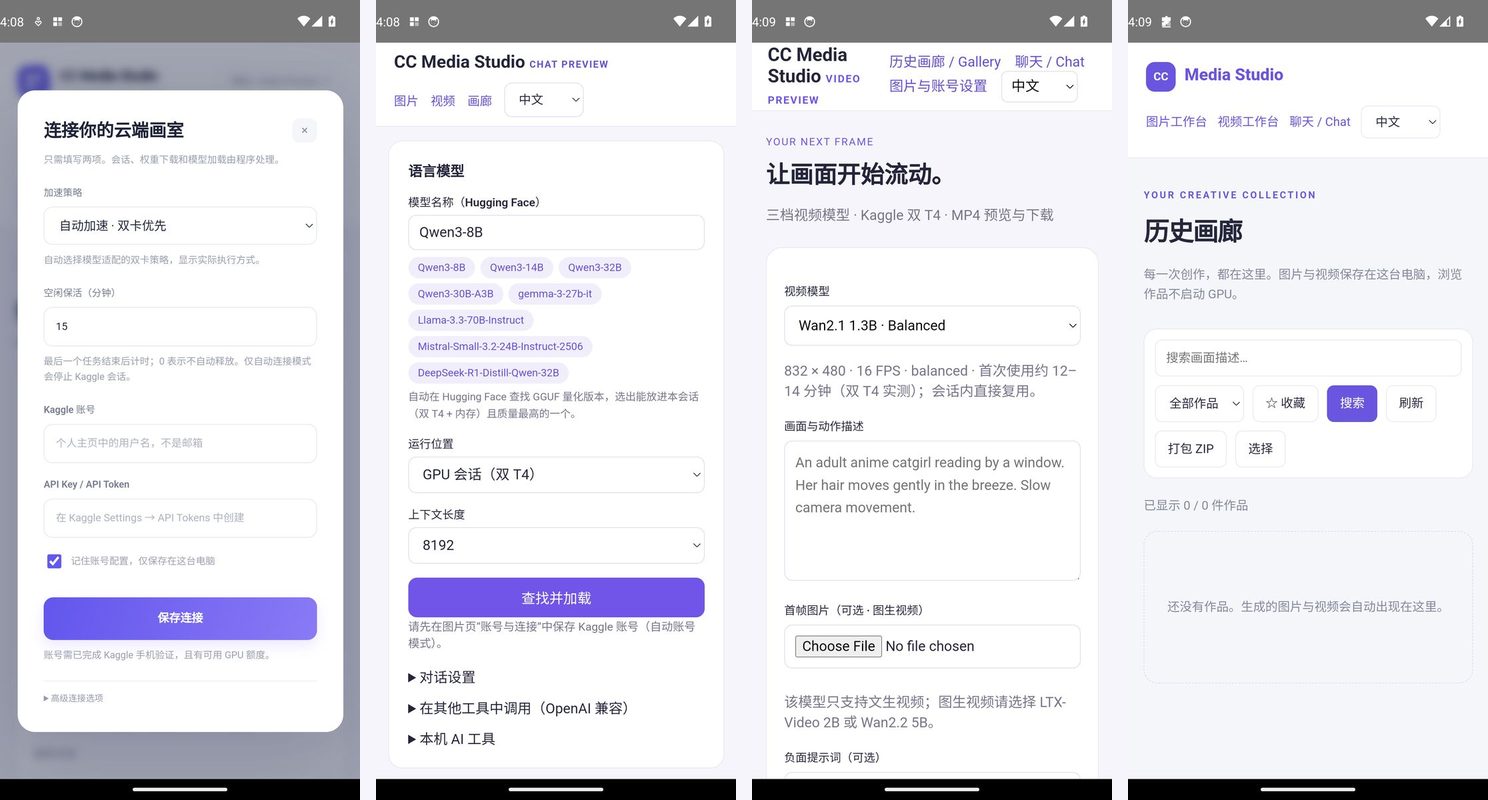 4:08
连接你的云端画室
×
只需填写两项。会话、权重下载和模型加载由程序处理。
加速策略
自动加速 · 双卡优先
自动选择模型适配的双卡策略，显示实际执行方式。
空闲保活（分钟）
15
最后一个任务结束后计时；0 表示不自动释放。仅自动连接模式
会停止 Kaggle 会话。
Kaggle 账号
个人主页中的用户名，不是邮箱
API Key / API Token
在 Kaggle Settings → API Tokens 中创建
记住账号配置，仅保存在这台电脑
保存连接
账号需已完成 Kaggle 手机验证，且有可用 GPU 额度。
▶ 高级连接选项
4:08
CC Media Studio CHAT PREVIEW
图片 视频 画廊 中文
语言模型
模型名称（Hugging Face）
Qwen3-8B
Qwen3-8B Qwen3-14B Qwen3-32B
Qwen3-30B-A3B gemma-3-27b-it
Llama-3.3-70B-Instruct
Mistral-Small-3.2-24B-Instruct-2506
DeepSeek-R1-Distill-Qwen-32B
自动在 Hugging Face 查找 GGUF 量化版本，选出能放进本会话
（双 T4 + 内存）且质量最高的一个。
运行位置
GPU 会话（双 T4）
上下文长度
8192
查找并加载
请先在图片页“账号与连接”中保存 Kaggle 账号（自动账号
模式）。
▶ 对话设置
▶ 在其他工具中调用（OpenAI 兼容）
▶ 本机 AI 工具
4:09
CC Media
Studio VIDEO
PREVIEW
历史画廊 / Gallery 聊天 / Chat
图片与账号设置 中文
YOUR NEXT FRAME
让画面开始流动。
三档视频模型 · Kaggle 双 T4 · MP4 预览与下载
视频模型
Wan2.1 1.3B · Balanced
832 × 480 · 16 FPS · balanced · 首次使用约 12–
14 分钟（双 T4 实测）；会话内直接复用。
画面与动作描述
An adult anime catgirl reading by a window.
Her hair moves gently in the breeze. Slow
camera movement.
首帧图片（可选 · 图生视频）
Choose File No file chosen
该模型只支持文生视频；图生视频请选择 LTX-
Video 2B 或 Wan2.2 5B。
负面提示词（可选）
4:09
CC Media Studio
图片工作台 视频工作台 聊天 / Chat 中文
YOUR CREATIVE COLLECTION
历史画廊
每一次创作，都在这里。图片与视频保存在这台电脑，浏览
作品不启动 GPU。
搜索画面描述…
全部作品 ☆ 收藏 搜索 刷新
打包 ZIP 选择
已显示 0 / 0 件作品
还没有作品。生成的图片与视频会自动出现在这里。